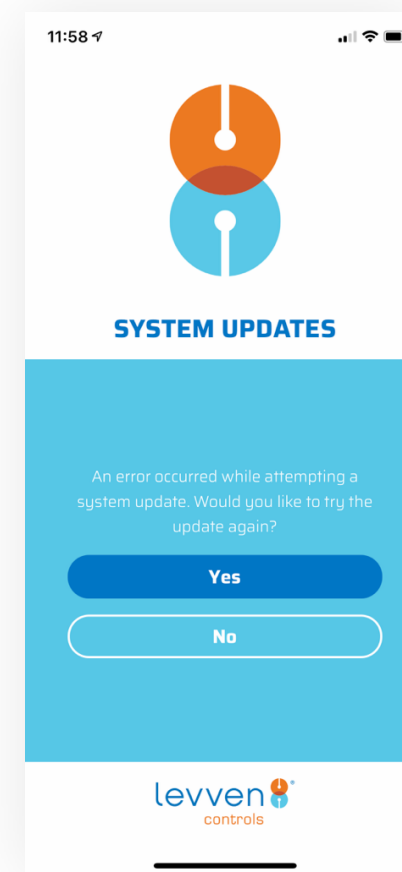 11:58
SYSTEM UPDATES
An error occurred while attempting a
system update. Would you like to try the
update again?
Yes
No
levven
controls